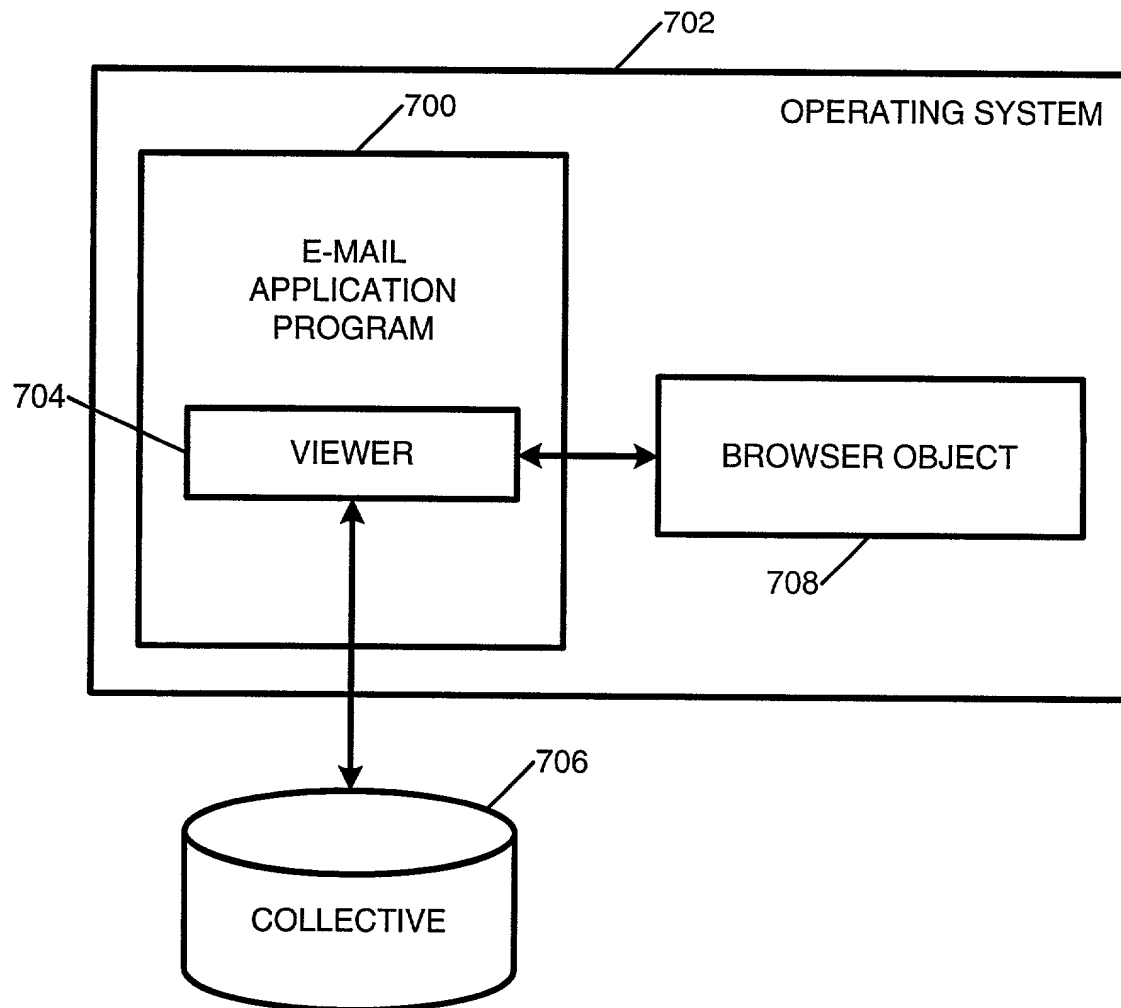 702
700
OPERATING SYSTEM
E-MAIL
APPLICATION
PROGRAM
704
VIEWER
BROWSER OBJECT
708
706
COLLECTIVE